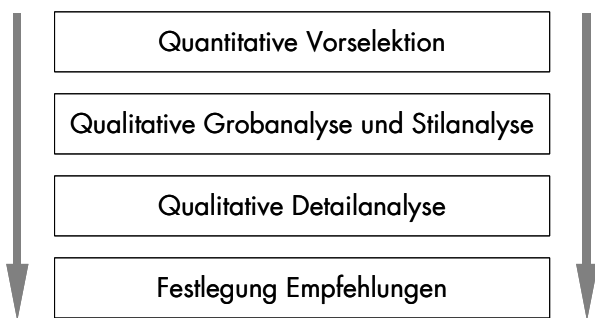 Quantitative Vorselektion
Qualitative Grobanalyse und Stilanalyse
Qualitative Detailanalyse
Festlegung Empfehlungen